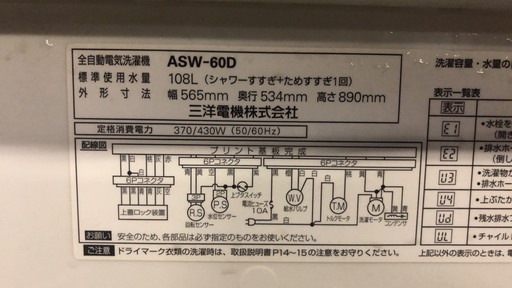 全自動電気洗濯機 ASW-60D
標準使用水量 108L（シャワーすすぎ+ためすすぎ1回）
外形寸法 幅565mm 奥行534mm 高さ890mm
三洋電機株式会社
定格消費電力 370/430W（50/60Hz）
配線図
プリント基板完成
6Pコネクタ 6Pコネクタ
6Pコネクタ
上蓋ロック装置
R.S
回転センサー
P.S
水位センサー
上ブタスイッチ
電流ヒューズ
10A
W.V
給水バルブ
T.M
トルクモータ
M
洗濯モータ
コンデンサ
お願い 安全のため、各部品は必ず指定のものをお使いください。
ご注意 ドライマーク衣類の洗濯時は、取扱説明書P14～15の注意をお守りください。
洗濯容量・水量の
表示一覧表
表示
E1 •水栓を
（開き
E2 •排水ホー
（倒し
U3 •洗濯物が
•排水ホー
U4 •上ぶたか
Ud •残水排水コ
UL •チャイル
上記以外の表示